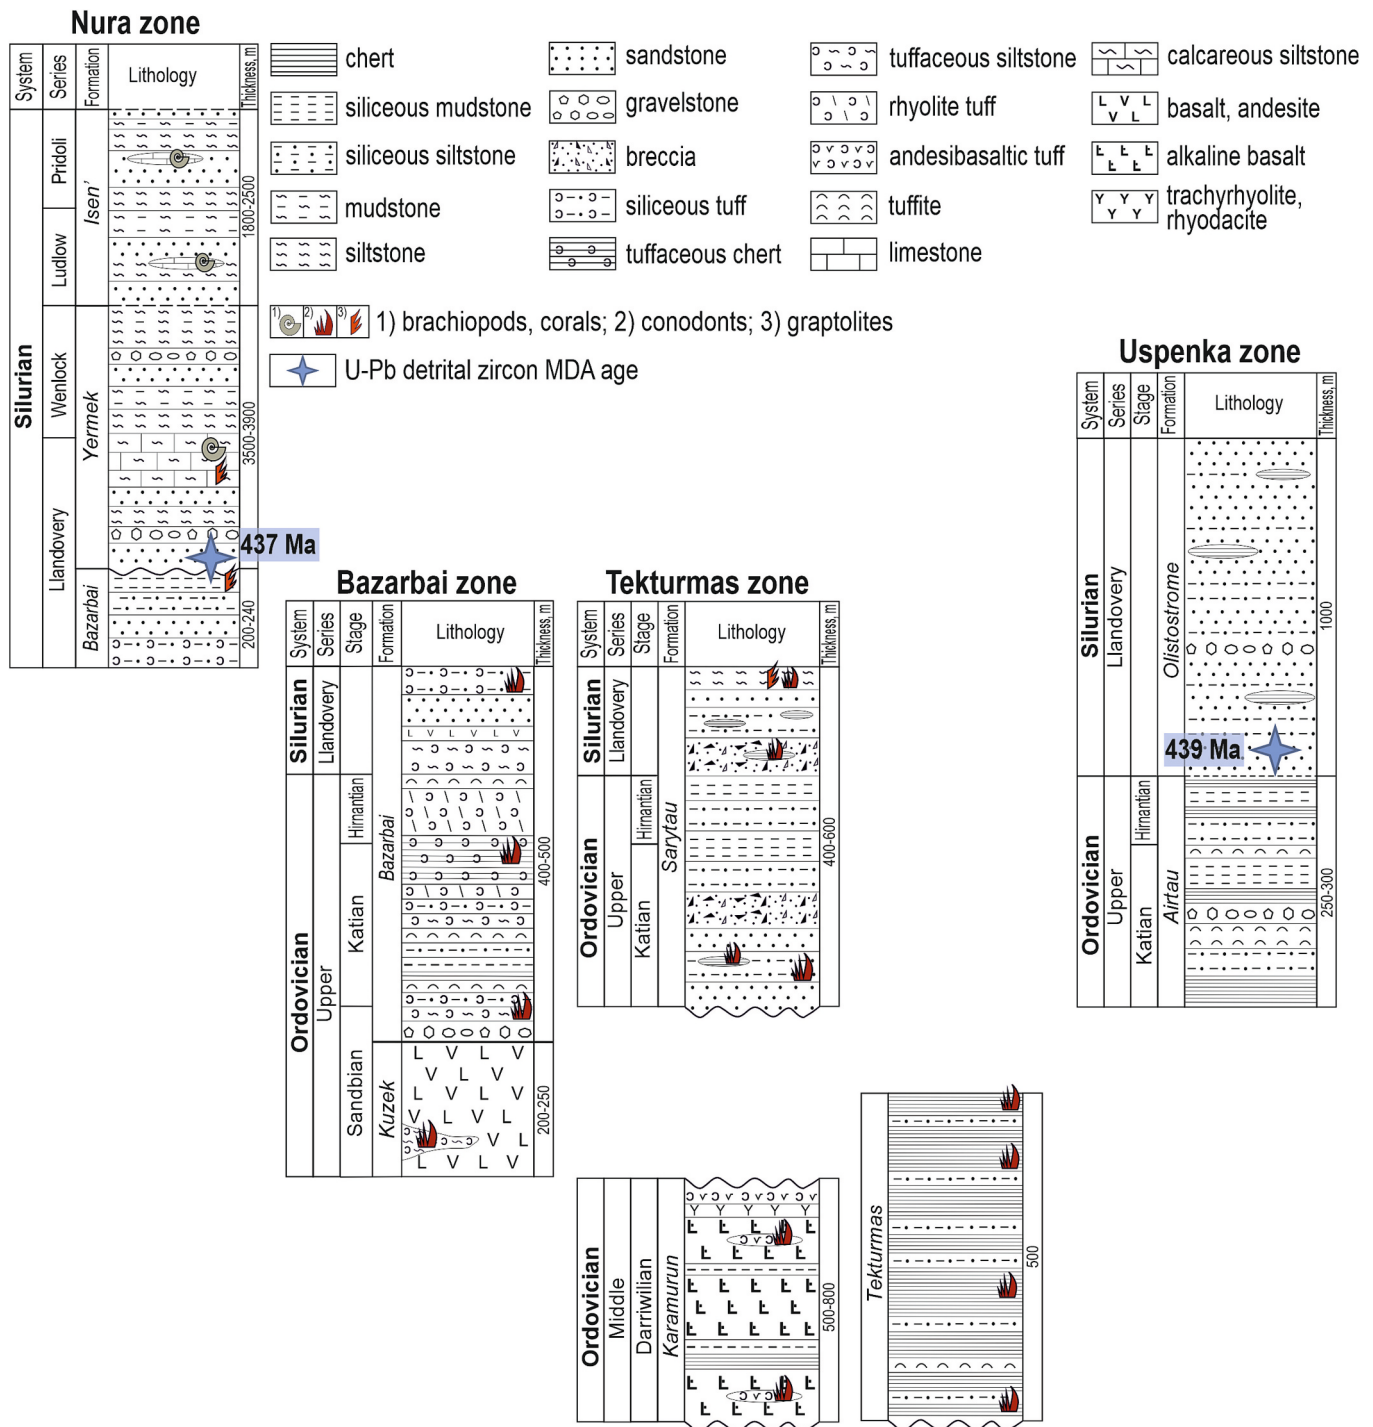 Nura zone
System
Series
Formation
Lithology
Thickness, m
Silurian
Pridoli
Ludlow
Wenlock
Llandovery
Isen'
Yermek
Bazarbai
1800-2500
3500-3900
200-240
437 Ma
chert
siliceous mudstone
siliceous siltstone
mudstone
siltstone
sandstone
gravelstone
breccia
siliceous tuff
tuffaceous chert
tuffaceous siltstone
rhyolite tuff
andesibasaltic tuff
tuffite
limestone
calcareous siltstone
basalt, andesite
alkaline basalt
trachyrhyolite,
rhyodacite
1) 2) 3) 1) brachiopods, corals; 2) conodonts; 3) graptolites
U-Pb detrital zircon MDA age
Bazarbai zone
System
Series
Stage
Formation
Lithology
Thickness, m
Silurian
Llandovery
Ordovician
Upper
Hirnantian
Katian
Sandbian
Bazarbai
Kuzek
400-500
200-250
Tekturmas zone
System
Series
Stage
Formation
Lithology
Thickness, m
Silurian
Llandovery
Ordovician
Upper
Hirnantian
Katian
Sarytau
400-600
Ordovician
Middle
Darriwilian
Karamurun
500-800
Tekturmas
500
Uspenka zone
System
Series
Stage
Formation
Lithology
Thickness, m
Silurian
Llandovery
Olistostrome
1000
439 Ma
Ordovician
Upper
Hirnantian
Katian
Airtau
250-300